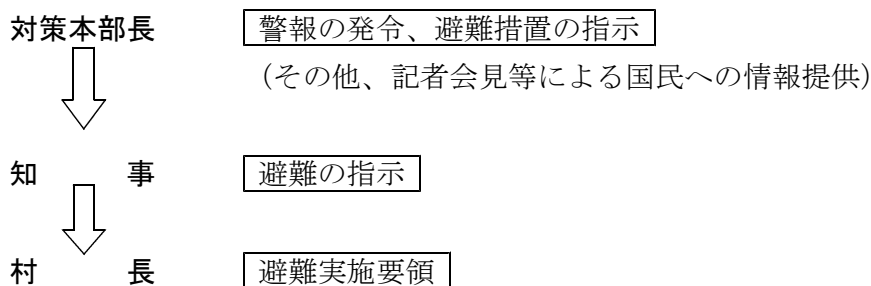 対策本部長 警報の発令、避難措置の指示
(その他、記者会見等による国民への情報提供)
知 事 避難の指示
村 長 避難実施要領